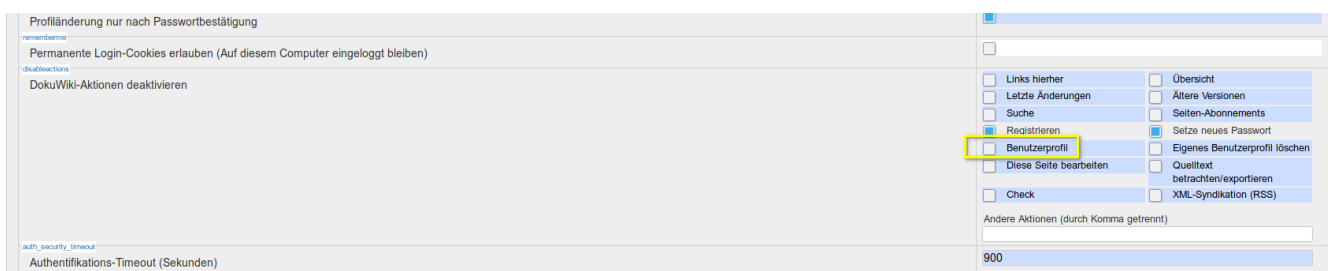 Profiländerung nur nach Passwortbestätigung
rememberme
Permanente Login-Cookies erlauben (Auf diesem Computer eingeloggt bleiben)
disableactions
DokuWiki-Aktionen deaktivieren
Links hierher
Übersicht
Letzte Änderungen
Ältere Versionen
Suche
Seiten-Abonnements
Registrieren
Setze neues Passwort
Benutzerprofil
Eigenes Benutzerprofil löschen
Diese Seite bearbeiten
Quelltext
betrachten/exportieren
Check
XML-Syndikation (RSS)
Andere Aktionen (durch Komma getrennt)
auth_security_timeout
Authentifikations-Timeout (Sekunden)
900